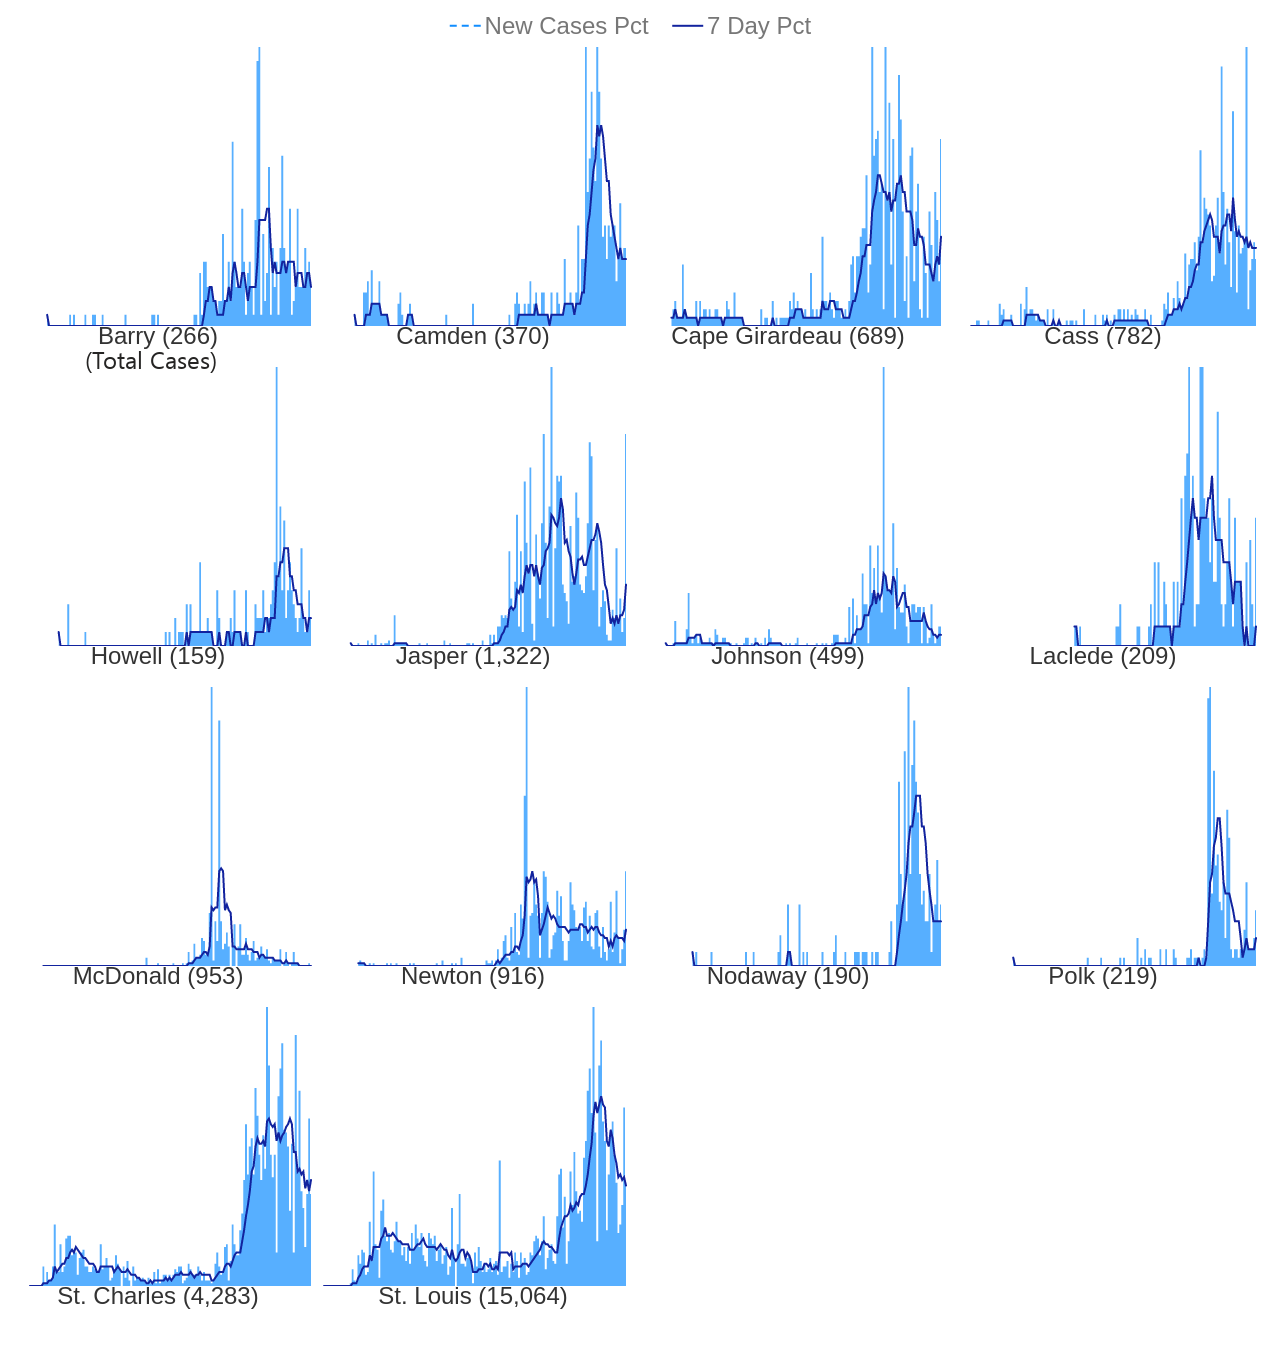 New Cases Pct 7 Day Pct
Barry (266) Camden (370) Cape Girardeau (689) Cass (782)
(Total Cases)
Howell (159) Jasper (1,322) Johnson (499) Laclede (209)
McDonald (953) Newton (916) Nodaway (190) Polk (219)
St. Charles (4,283) St. Louis (15,064)